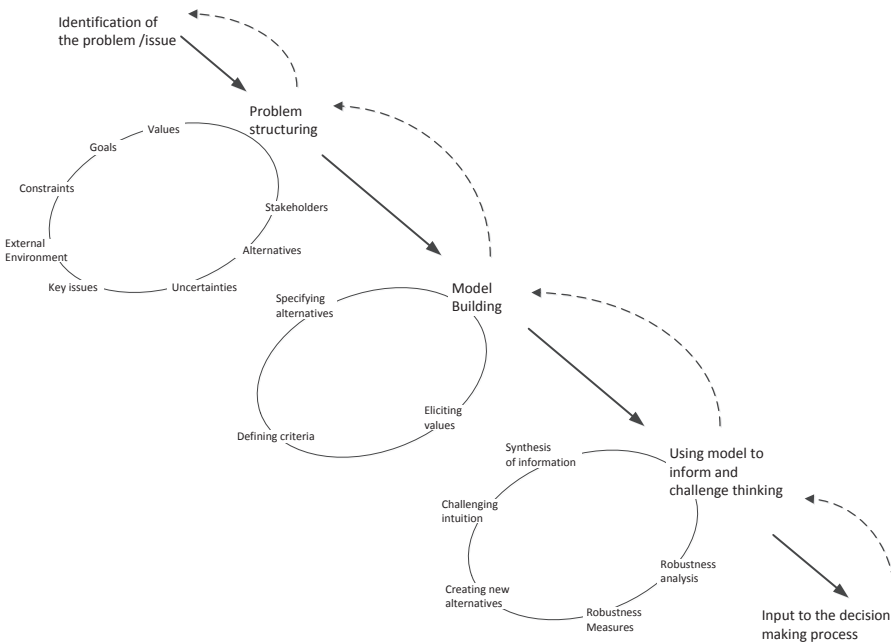 Identification of
the problem /issue
Problem
structuring
Values
Goals
Constraints
Stakeholders
External
Environment
Alternatives
Key issues
Uncertainties
Model
Building
Specifying
alternatives
Eliciting
values
Defining criteria
Using model to
inform and
challenge thinking
Synthesis
of information
Challenging
intuition
Robustness
analysis
Creating new
alternatives
Robustness
Measures
Input to the decision
making process